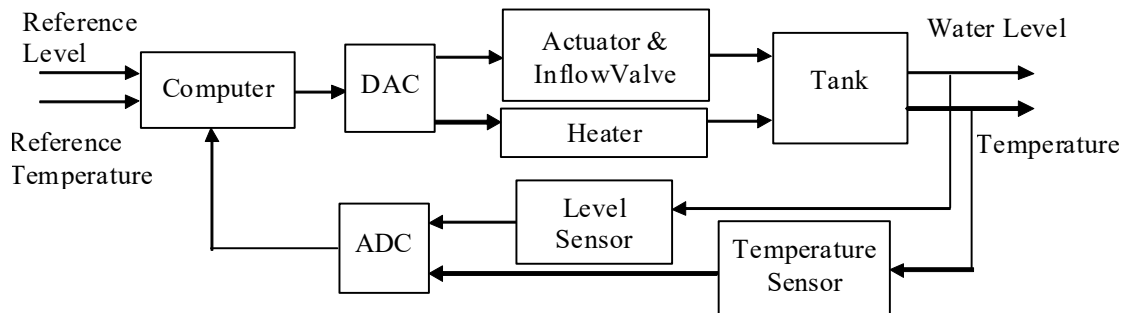 Reference
Level
Computer
Reference
Temperature
DAC
Actuator &
InflowValve
Heater
Tank
Water Level
Temperature
Level
Sensor
ADC
Temperature
Sensor